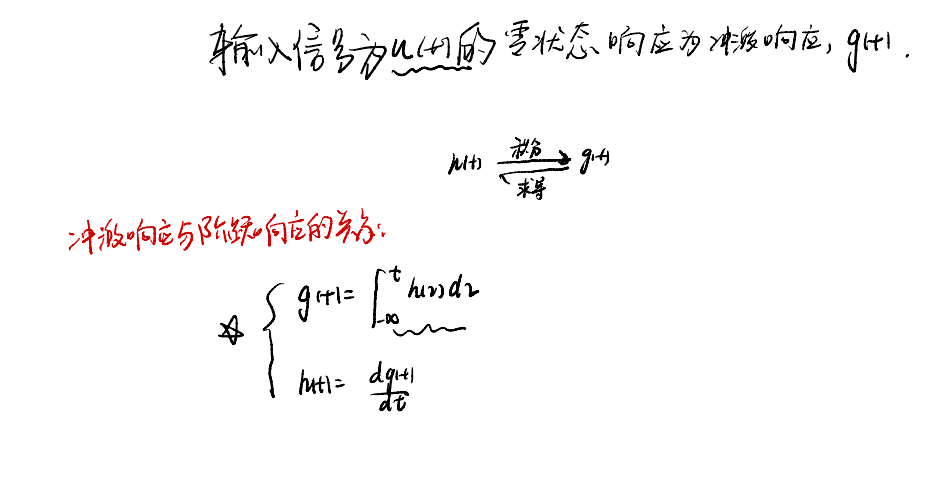 输入信号为u(t)的零状态响应为冲激响应，g(t).
h(t) 积分 g(t)
求导
冲激响应与阶跃响应的关系：
☆ { g(t)= ∫_{-∞}^{t} h(τ)dτ
h(t)= dg(t)/dt